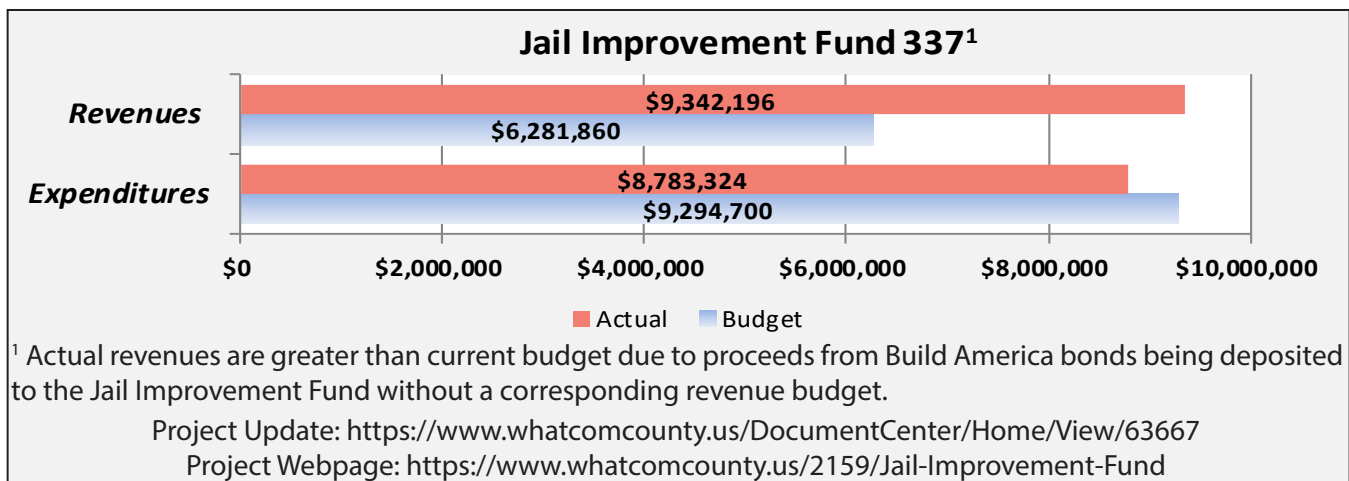 Jail Improvement Fund 337¹
Revenues
$9,342,196
$6,281,860
Expenditures
$8,783,324
$9,294,700
$0 $2,000,000 $4,000,000 $6,000,000 $8,000,000 $10,000,000
Actual Budget
¹ Actual revenues are greater than current budget due to proceeds from Build America bonds being deposited
to the Jail Improvement Fund without a corresponding revenue budget.
Project Update: https://www.whatcomcounty.us/DocumentCenter/Home/View/63667
Project Webpage: https://www.whatcomcounty.us/2159/Jail-Improvement-Fund